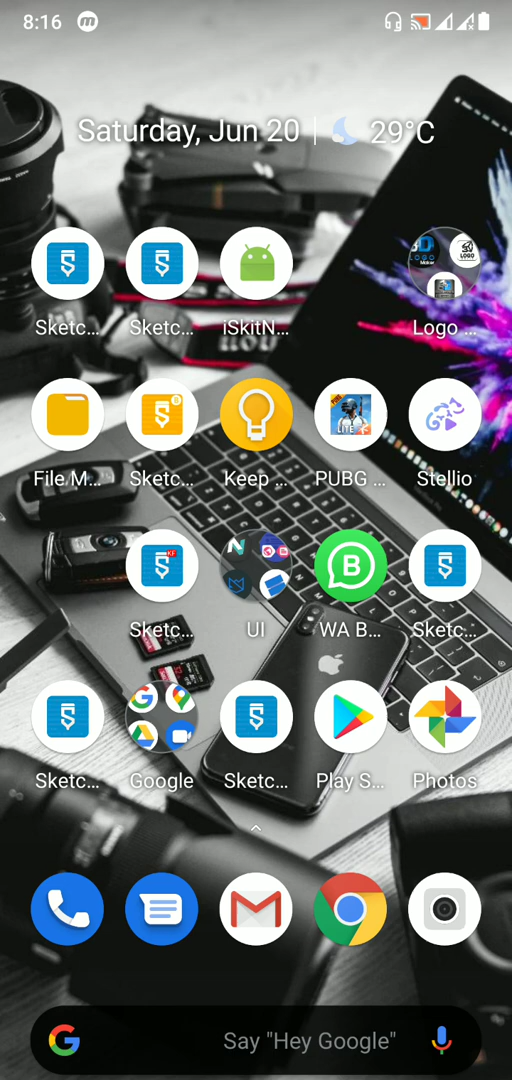 8:16
Saturday, Jun 20 | 29°C
Sketc... Sketc... iSkitN... Logo ...
File M... Sketc... Keep ... PUBG ... Stellio
Sketc... UI WA B... Sketc...
Sketc... Google Sketc... Play S... Photos
Say "Hey Google"